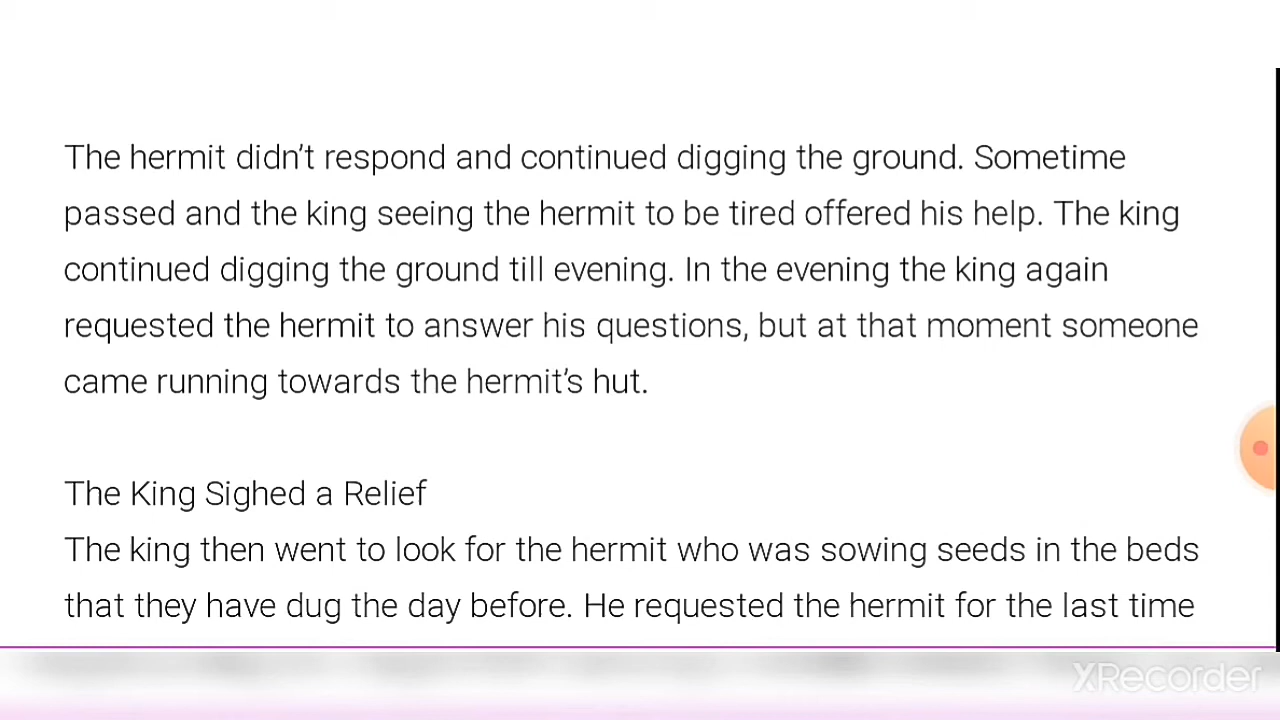 The hermit didn’t respond and continued digging the ground. Sometime
passed and the king seeing the hermit to be tired offered his help. The king
continued digging the ground till evening. In the evening the king again
requested the hermit to answer his questions, but at that moment someone
came running towards the hermit’s hut.
The King Sighed a Relief
The king then went to look for the hermit who was sowing seeds in the beds
that they have dug the day before. He requested the hermit for the last time
XRecorder